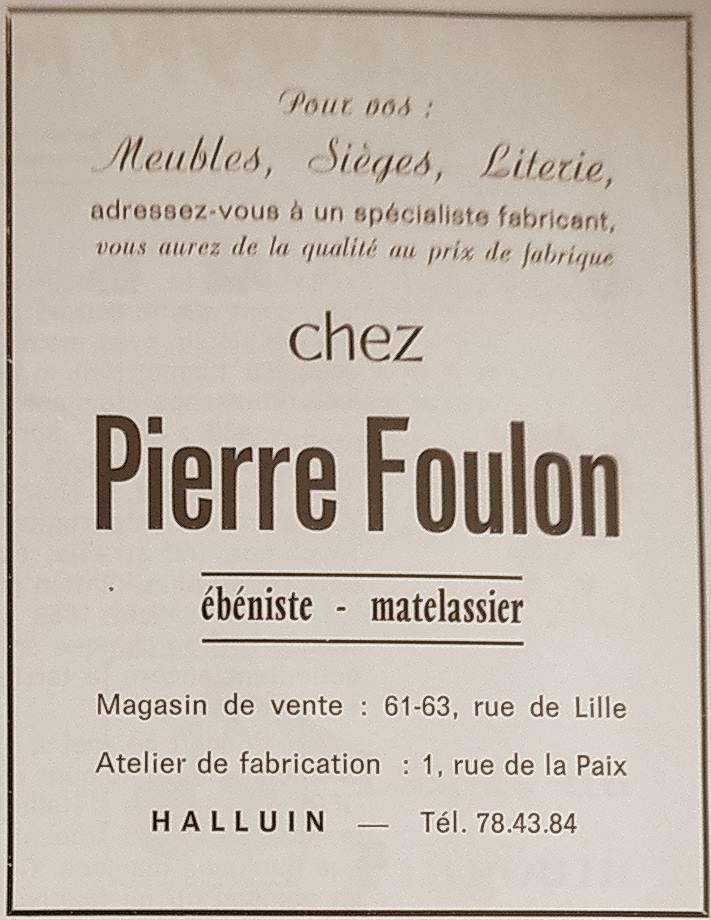 Pour vos :
Meubles, Sièges, Literie,
adressez-vous à un spécialiste fabricant,
vous aurez de la qualité au prix de fabrique
chez
Pierre Foulon
ébéniste - matelassier
Magasin de vente : 61-63, rue de Lille
Atelier de fabrication : 1, rue de la Paix
HALLUIN — Tél. 78.43.84